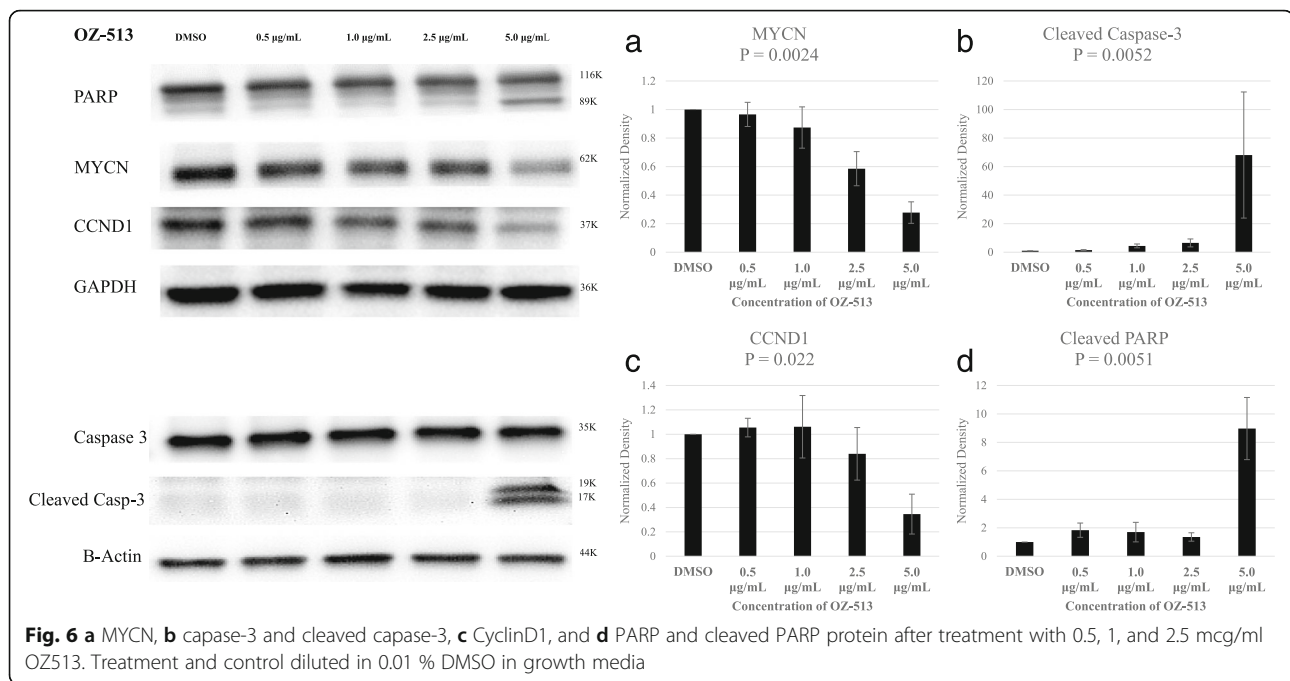 OZ-513
DMSO 0.5 µg/mL 1.0 µg/mL 2.5 µg/mL 5.0 µg/mL
PARP
116K
89K
MYCN
62K
CCND1
37K
GAPDH
36K
Caspase 3
35K
Cleaved Casp-3
19K
17K
B-Actin
44K
a
MYCN
P = 0.0024
Normalized Density
1.2
1
0.8
0.6
0.4
0.2
0
DMSO 0.5 1.0 2.5 5.0
µg/mL µg/mL µg/mL µg/mL
Concentration of OZ-513
b
Cleaved Caspase-3
P = 0.0052
Normalized Density
120
100
80
60
40
20
0
DMSO 0.5 1.0 2.5 5.0
µg/mL µg/mL µg/mL µg/mL
Concentration of OZ-513
c
CCND1
P = 0.022
Normalized Density
1.4
1.2
1
0.8
0.6
0.4
0.2
0
DMSO 0.5 1.0 2.5 5.0
µg/mL µg/mL µg/mL µg/mL
Concentration of OZ-513
d
Cleaved PARP
P = 0.0051
Normalized Density
12
10
8
6
4
2
0
DMSO 0.5 1.0 2.5 5.0
µg/mL µg/mL µg/mL µg/mL
Concentration of OZ-513
Fig. 6 a MYCN, b capase-3 and cleaved capase-3, c CyclinD1, and d PARP and cleaved PARP protein after treatment with 0.5, 1, and 2.5 mcg/ml
OZ513. Treatment and control diluted in 0.01 % DMSO in growth media